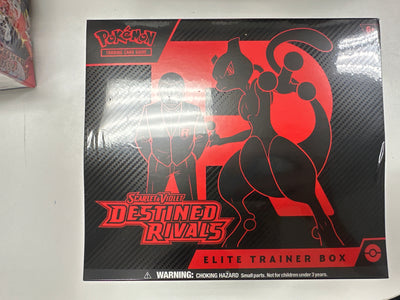 POKéMON
TRADING CARD GAME
SCARLET & VIOLET
DESTINED
RIVALS
ELITE TRAINER BOX
WARNING: CHOKING HAZARD Small parts. Not for children under 3 years.